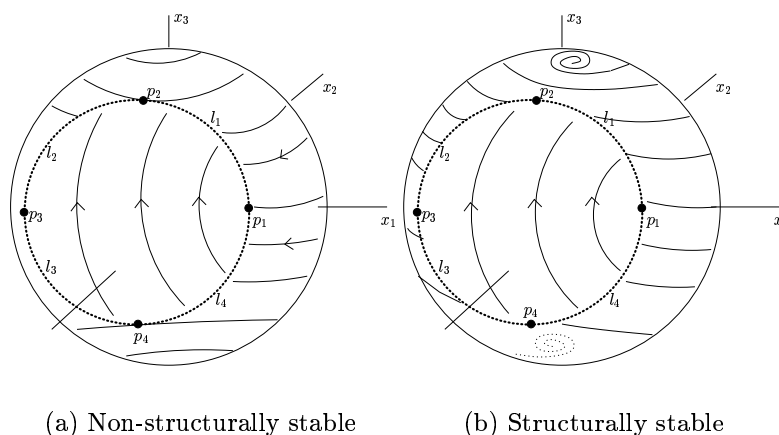 x₃
x₂
p₂
l₁
l₂
p₃
p₁
x₁
l₃
l₄
p₄
x₃
x₂
p₂
l₁
l₂
p₃
p₁
x
l₃
l₄
p₄
(a) Non-structurally stable
(b) Structurally stable